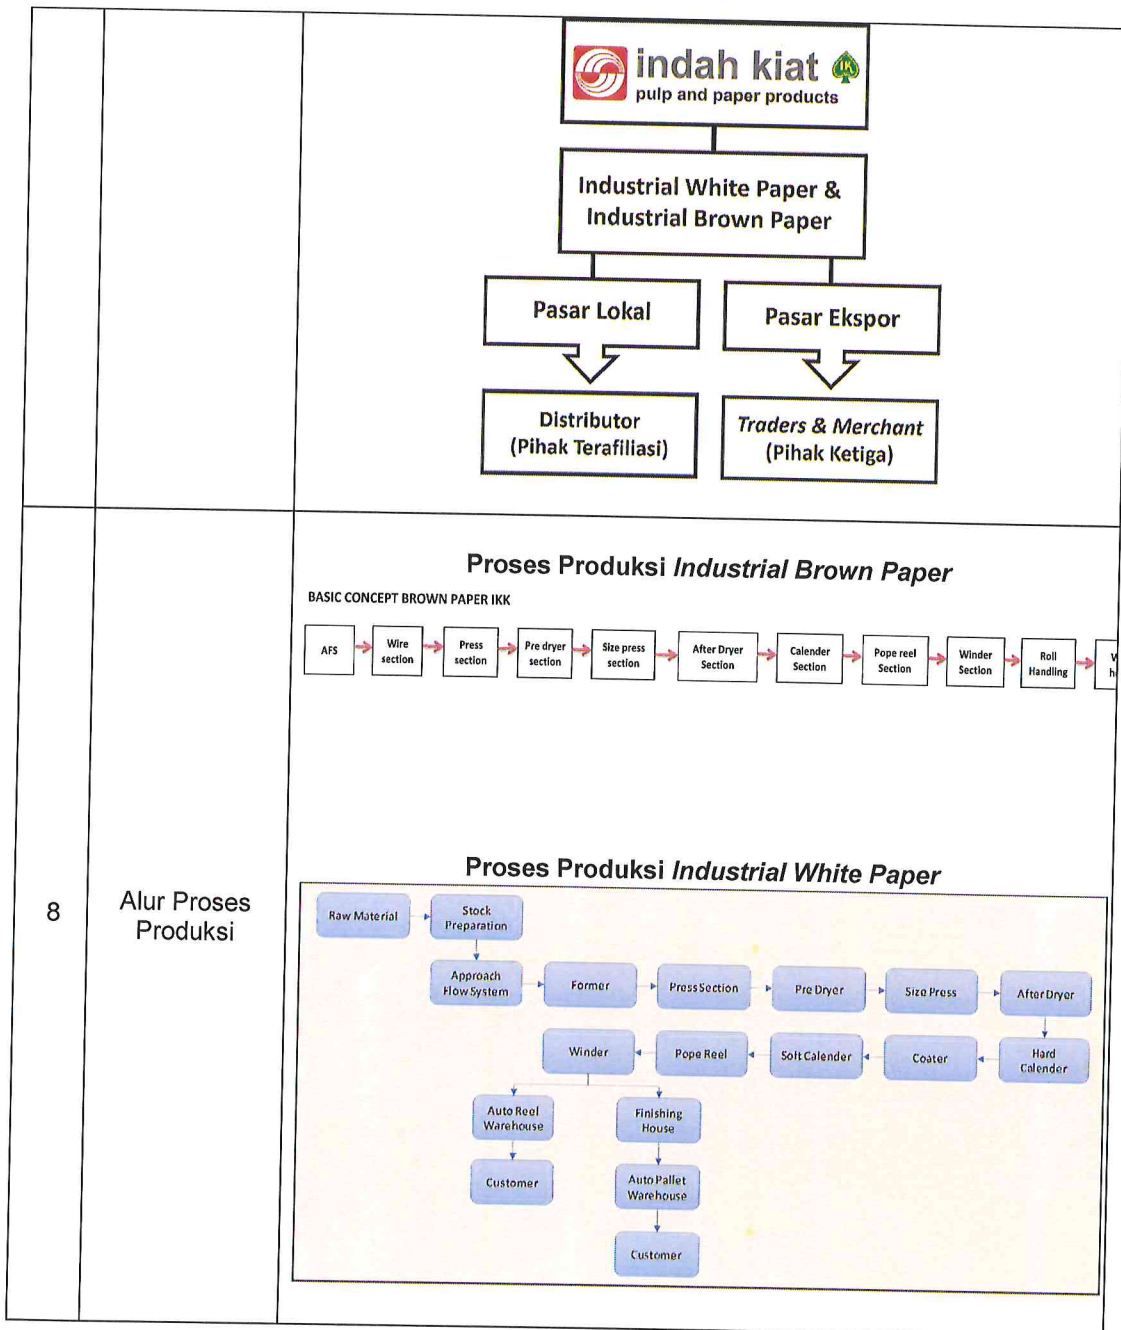 indah kiat
IK
pulp and paper products
Industrial White Paper &
Industrial Brown Paper
Pasar Lokal
Pasar Ekspor
Distributor
(Pihak Terafiliasi)
Traders & Merchant
(Pihak Ketiga)
8
Alur Proses
Produksi
Proses Produksi Industrial Brown Paper
BASIC CONCEPT BROWN PAPER IKK
AFS
Wire
section
Press
section
Pre dryer
section
Size press
section
After Dryer
Section
Calender
Section
Pope reel
Section
Winder
Section
Roll
Handling
Proses Produksi Industrial White Paper
Raw Material
Stock
Preparation
Approach
Flow System
Former
Press Section
Pre Dryer
Size Press
After Dryer
Winder
Pope Reel
Soft Calender
Coater
Hard
Calender
Auto Reel
Warehouse
Finishing
House
Customer
Auto Pallet
Warehouse
Customer